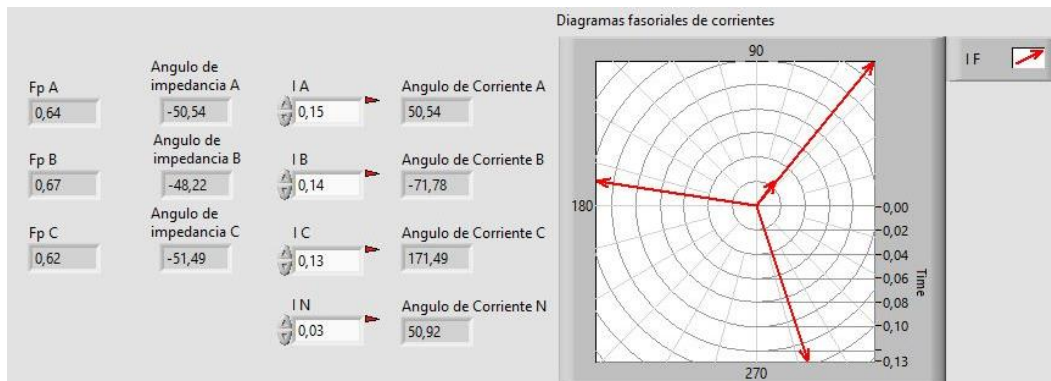 Diagramas fasoriales de corrientes
Fp A
0,64
Angulo de
impedancia A
-50,54
I A
0,15
Angulo de Corriente A
50,54
Fp B
0,67
Angulo de
impedancia B
-48,22
I B
0,14
Angulo de Corriente B
-71,78
Fp C
0,62
Angulo de
impedancia C
-51,49
I C
0,13
Angulo de Corriente C
171,49
I N
0,03
Angulo de Corriente N
50,92
90
180
270
-0,00
-0,02
-0,04
-0,06
-0,08
-0,10
-0,13
Time
I F